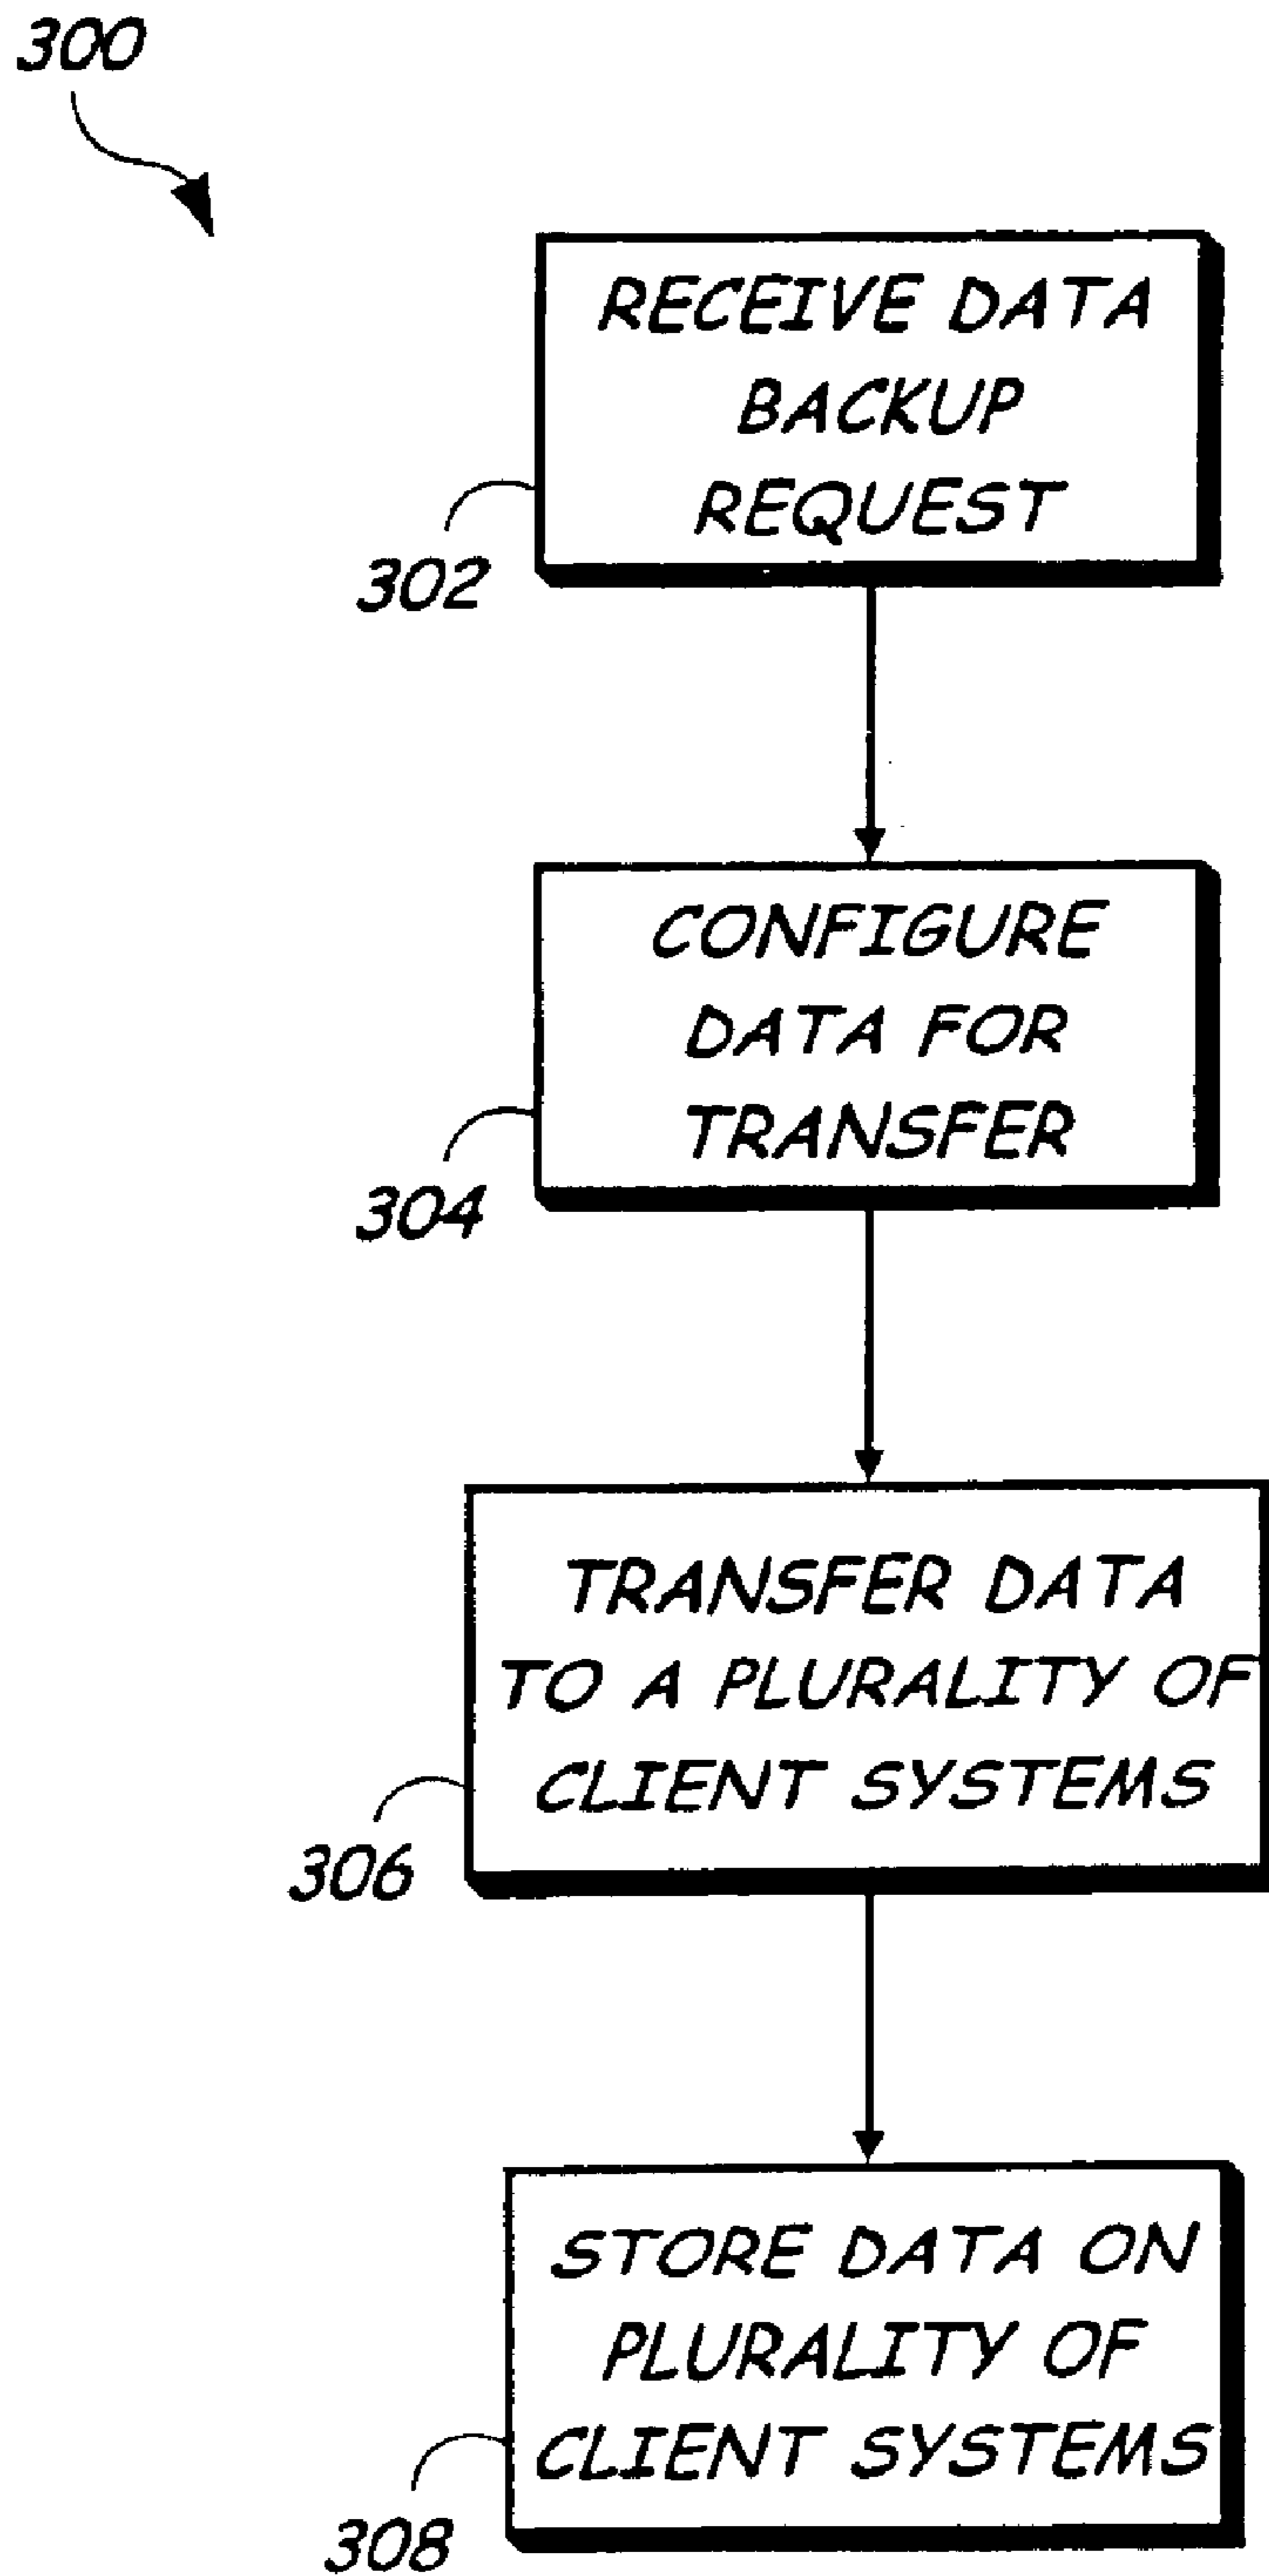 300
RECEIVE DATA
BACKUP
REQUEST
302
CONFIGURE
DATA FOR
TRANSFER
304
TRANSFER DATA
TO A PLURALITY OF
CLIENT SYSTEMS
306
STORE DATA ON
PLURALITY OF
CLIENT SYSTEMS
308